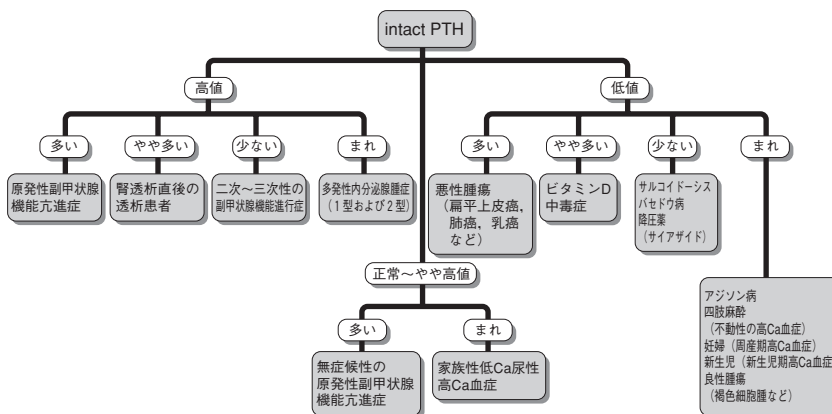 intact PTH
高値
低値
多い
やや多い
少ない
まれ
多い
やや多い
少ない
まれ
原発性副甲状腺
機能亢進症
腎透析直後の
透析患者
二次～三次性の
副甲状腺機能進行症
多発性内分泌腺腫症
（1型および2型）
悪性腫瘍
（扁平上皮癌，
肺癌，乳癌
など）
ビタミンD
中毒症
サルコイドーシス
バセドウ病
降圧薬
（サイアザイド）
正常～やや高値
多い
まれ
無症候性の
原発性副甲状腺
機能亢進症
家族性低Ca尿性
高Ca血症
アジソン病
四肢麻酔
（不動性の高Ca血症）
妊婦（周産期高Ca血症）
新生児（新生児期高Ca血症
良性腫瘍
（褐色細胞腫など）